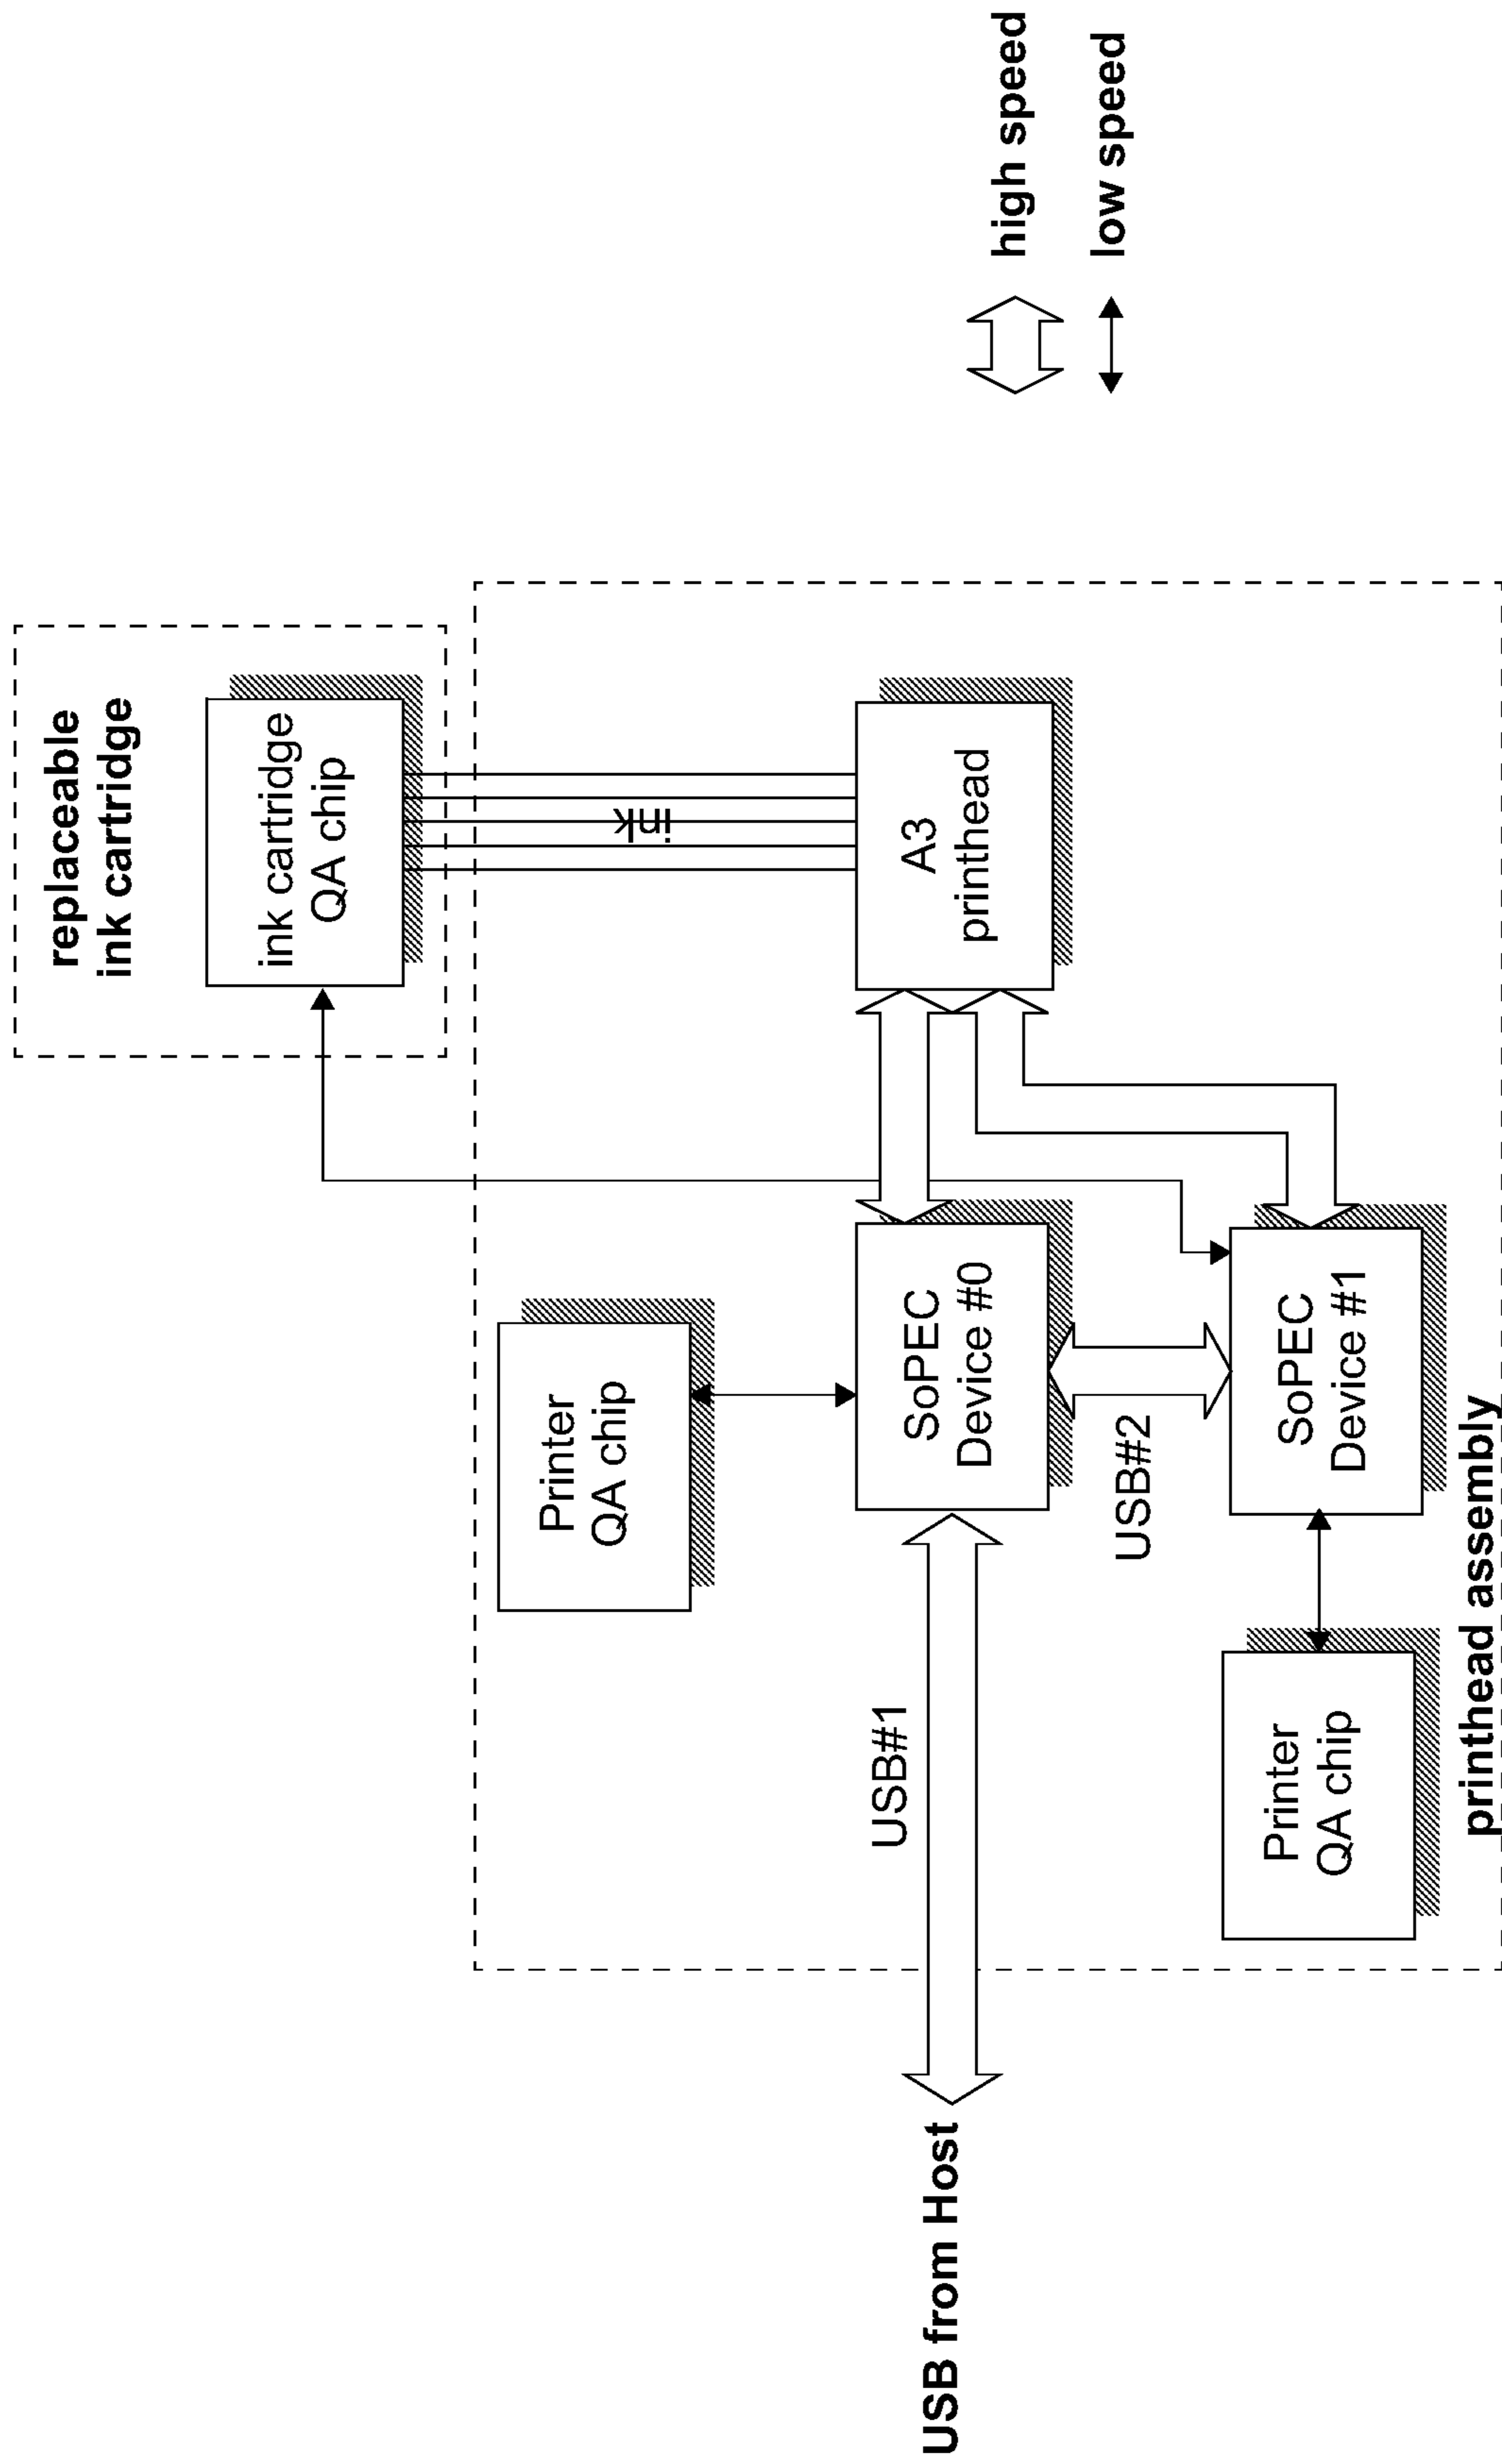 replaceable
ink cartridge
ink cartridge
QA chip
ink
Printer
QA chip
A3
printhead
SoPEC
Device #0
USB#1
USB from Host
USB#2
SoPEC
Device #1
Printer
QA chip
printhead assembly
high speed
low speed